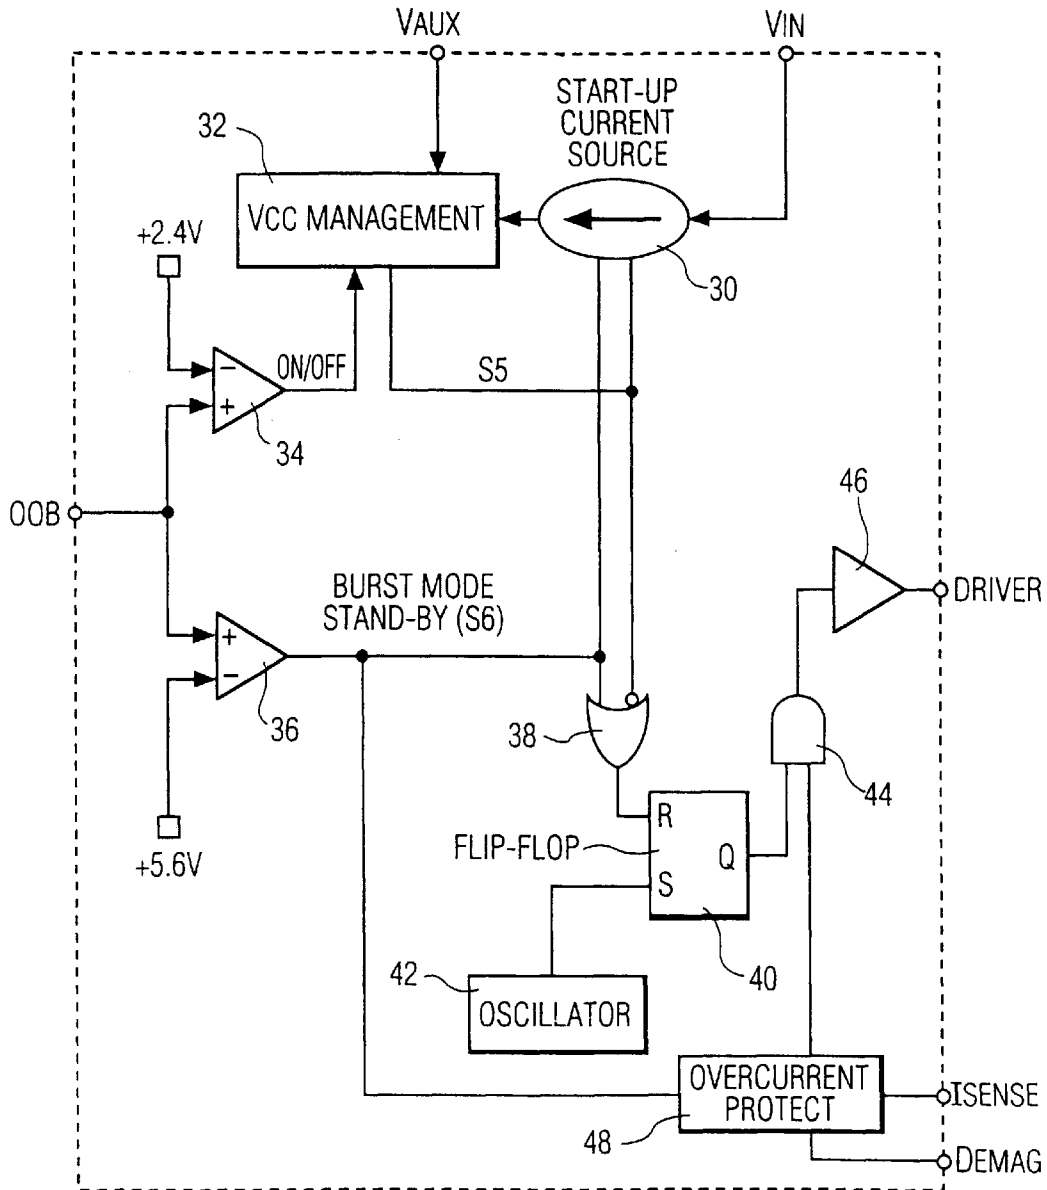 VAUX
VIN
START-UP
CURRENT
SOURCE
32
VCC MANAGEMENT
+2.4V
30
ON/OFF
S5
−
+
34
OOB
46
DRIVER
BURST MODE
STAND-BY (S6)
+
−
36
38
44
R
FLIP-FLOP
Q
S
+5.6V
42
40
OSCILLATOR
OVERCURRENT
PROTECT
ISENSE
48
DEMAG